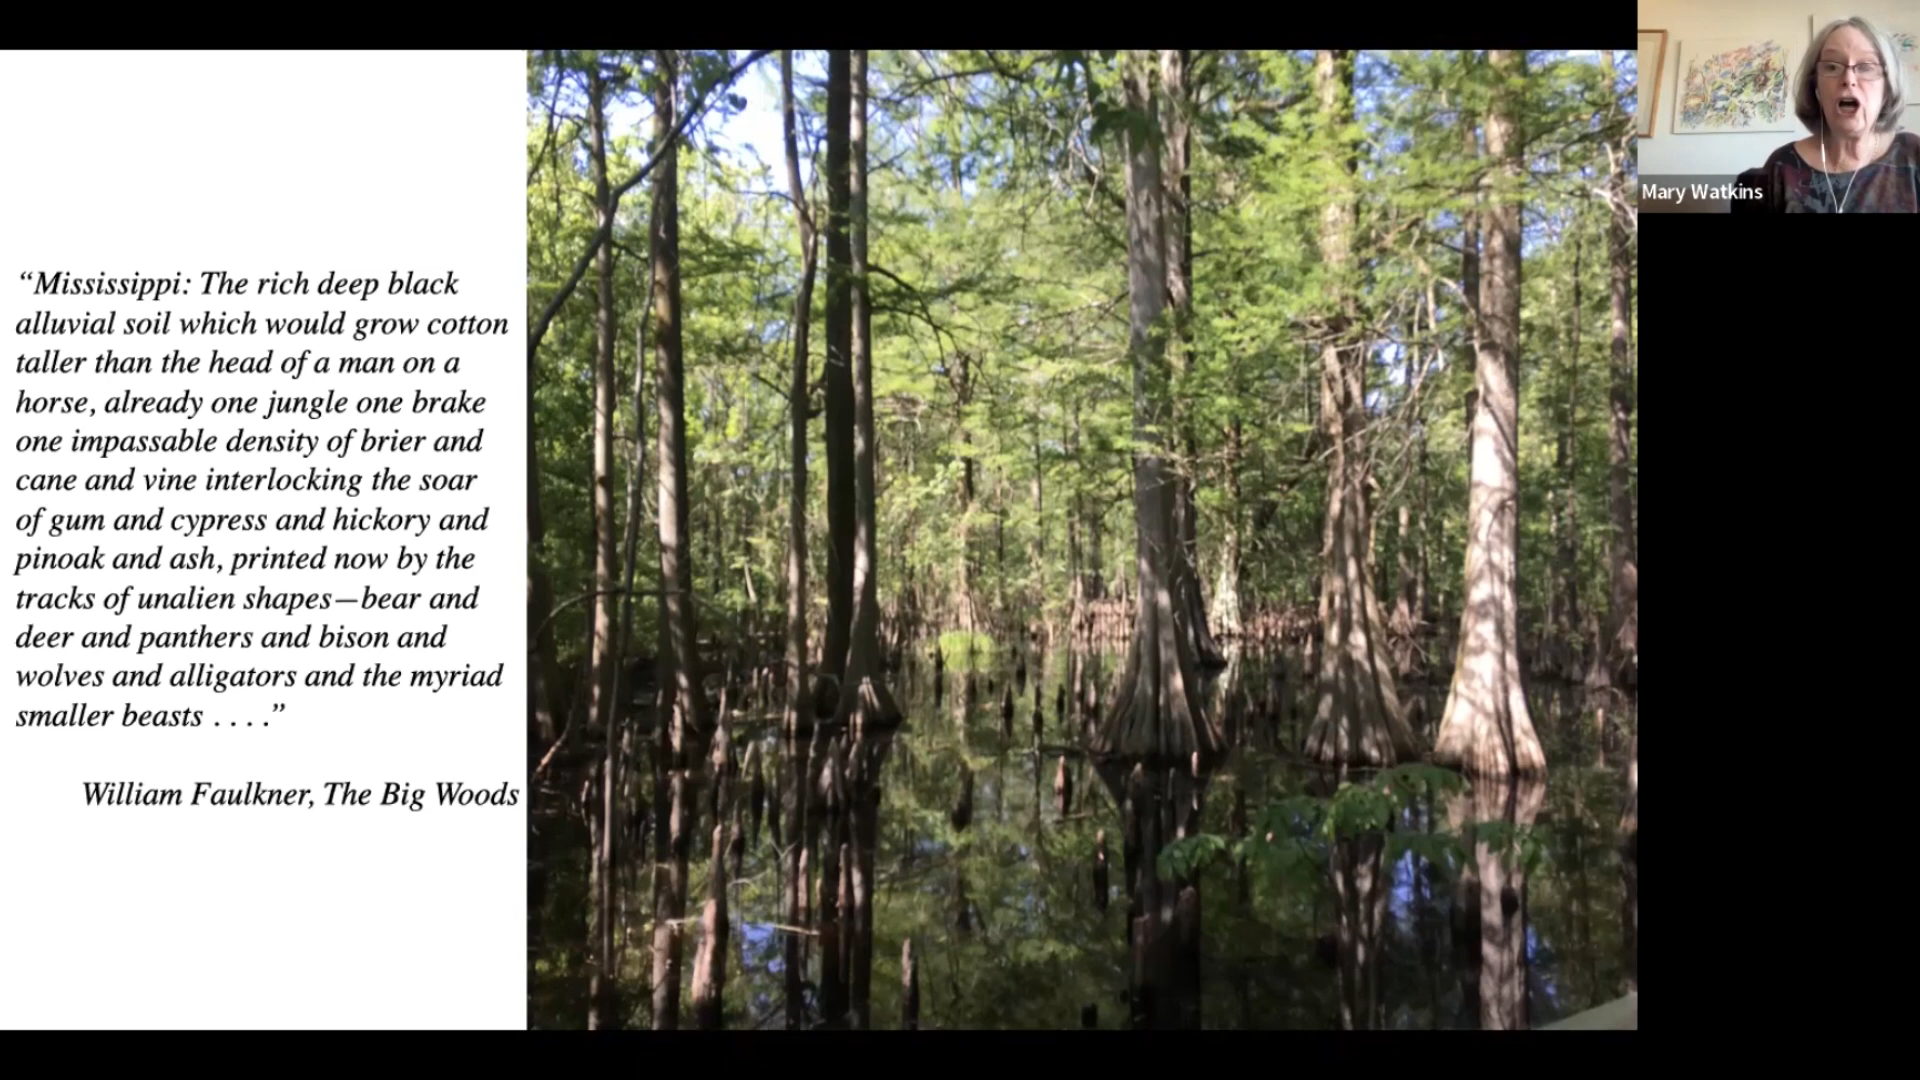 “Mississippi: The rich deep black
alluvial soil which would grow cotton
taller than the head of a man on a
horse, already one jungle one brake
one impassable density of brier and
cane and vine interlocking the soar
of gum and cypress and hickory and
pinoak and ash, printed now by the
tracks of unalien shapes—bear and
deer and panthers and bison and
wolves and alligators and the myriad
smaller beasts . . . .”
William Faulkner, The Big Woods
Mary Watkins